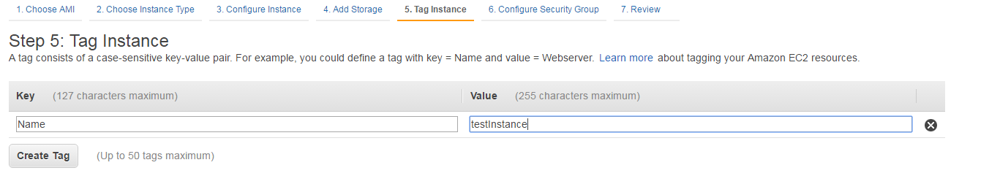 1. Choose AMI 2. Choose Instance Type 3. Configure Instance 4. Add Storage 5. Tag Instance 6. Configure Security Group 7. Review
Step 5: Tag Instance
A tag consists of a case-sensitive key-value pair. For example, you could define a tag with key = Name and value = Webserver. Learn more about tagging your Amazon EC2 resources.
Key (127 characters maximum) Value (255 characters maximum)
Name testInstance
Create Tag (Up to 50 tags maximum)